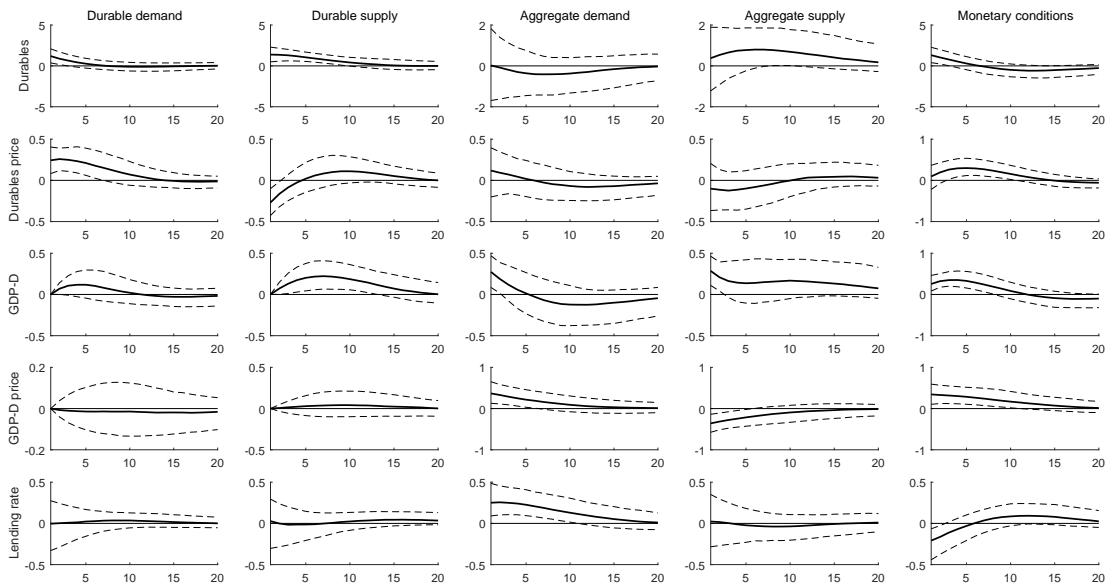 Durable demand Durable supply Aggregate demand Aggregate supply Monetary conditions
Durables
5 0 -5 5 10 15 20
5 0 -5 5 10 15 20
2 0 -2 5 10 15 20
2 0 -2 5 10 15 20
5 0 -5 5 10 15 20
Durables price
0.5 0 -0.5 5 10 15 20
0.5 0 -0.5 5 10 15 20
0.5 0 -0.5 5 10 15 20
0.5 0 -0.5 5 10 15 20
1 0 -1 5 10 15 20
GDP-D
0.5 0 -0.5 5 10 15 20
0.5 0 -0.5 5 10 15 20
0.5 0 -0.5 5 10 15 20
0.5 0 -0.5 5 10 15 20
1 0 -1 5 10 15 20
GDP-D price
0.2 0 -0.2 5 10 15 20
0.5 0 -0.5 5 10 15 20
1 0 -1 5 10 15 20
1 0 -1 5 10 15 20
1 0 -1 5 10 15 20
Lending rate
0.5 0 -0.5 5 10 15 20
0.5 0 -0.5 5 10 15 20
0.5 0 -0.5 5 10 15 20
0.5 0 -0.5 5 10 15 20
0.5 0 -0.5 5 10 15 20